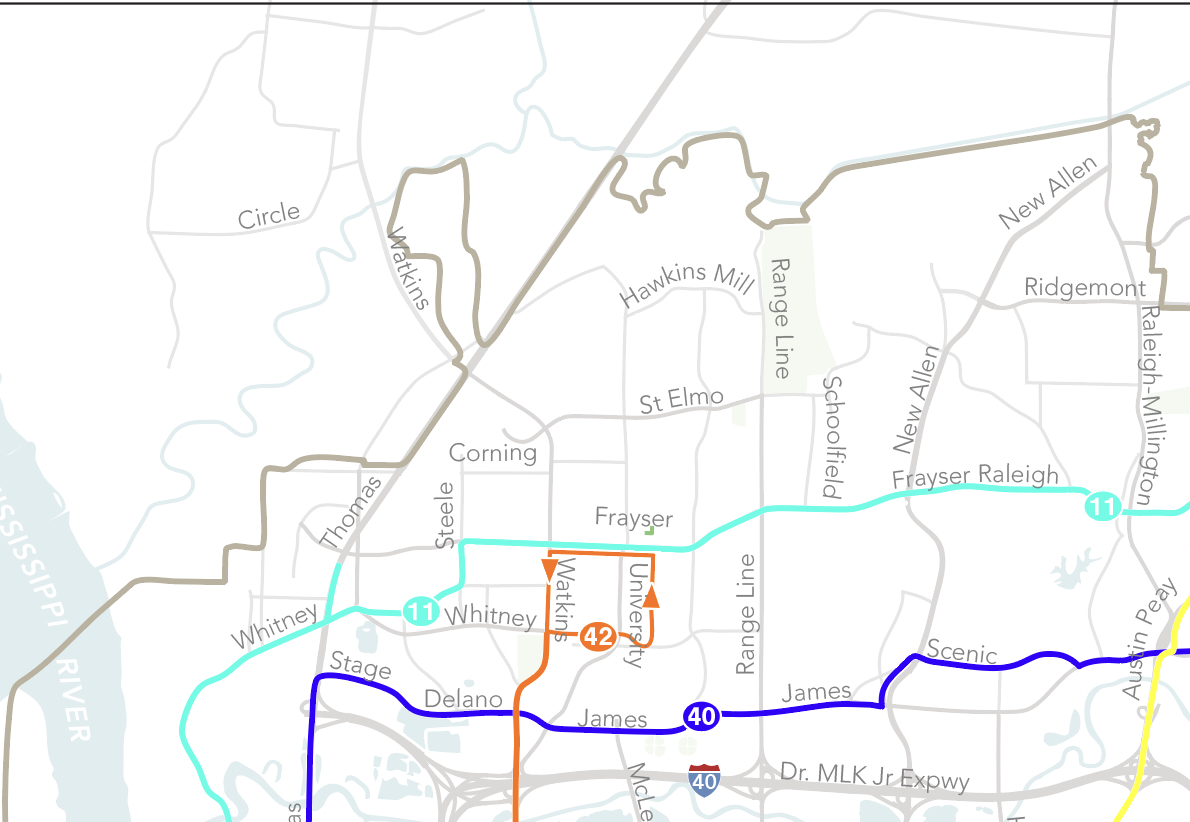 New Allen
Circle
Watkins
Hawkins Mill
Range Line
Ridgemont
Raleigh-Millington
New Allen
St Elmo
Schoolfield
Corning
Thomas
Steele
Frayser Raleigh
11
Frayser
MISSISSIPPI
RIVER
Watkins
University
Range Line
11
Whitney
Whitney
42
Austin Peay
Scenic
Stage
Delano
James
40
James
40
Dr. MLK Jr Expwy